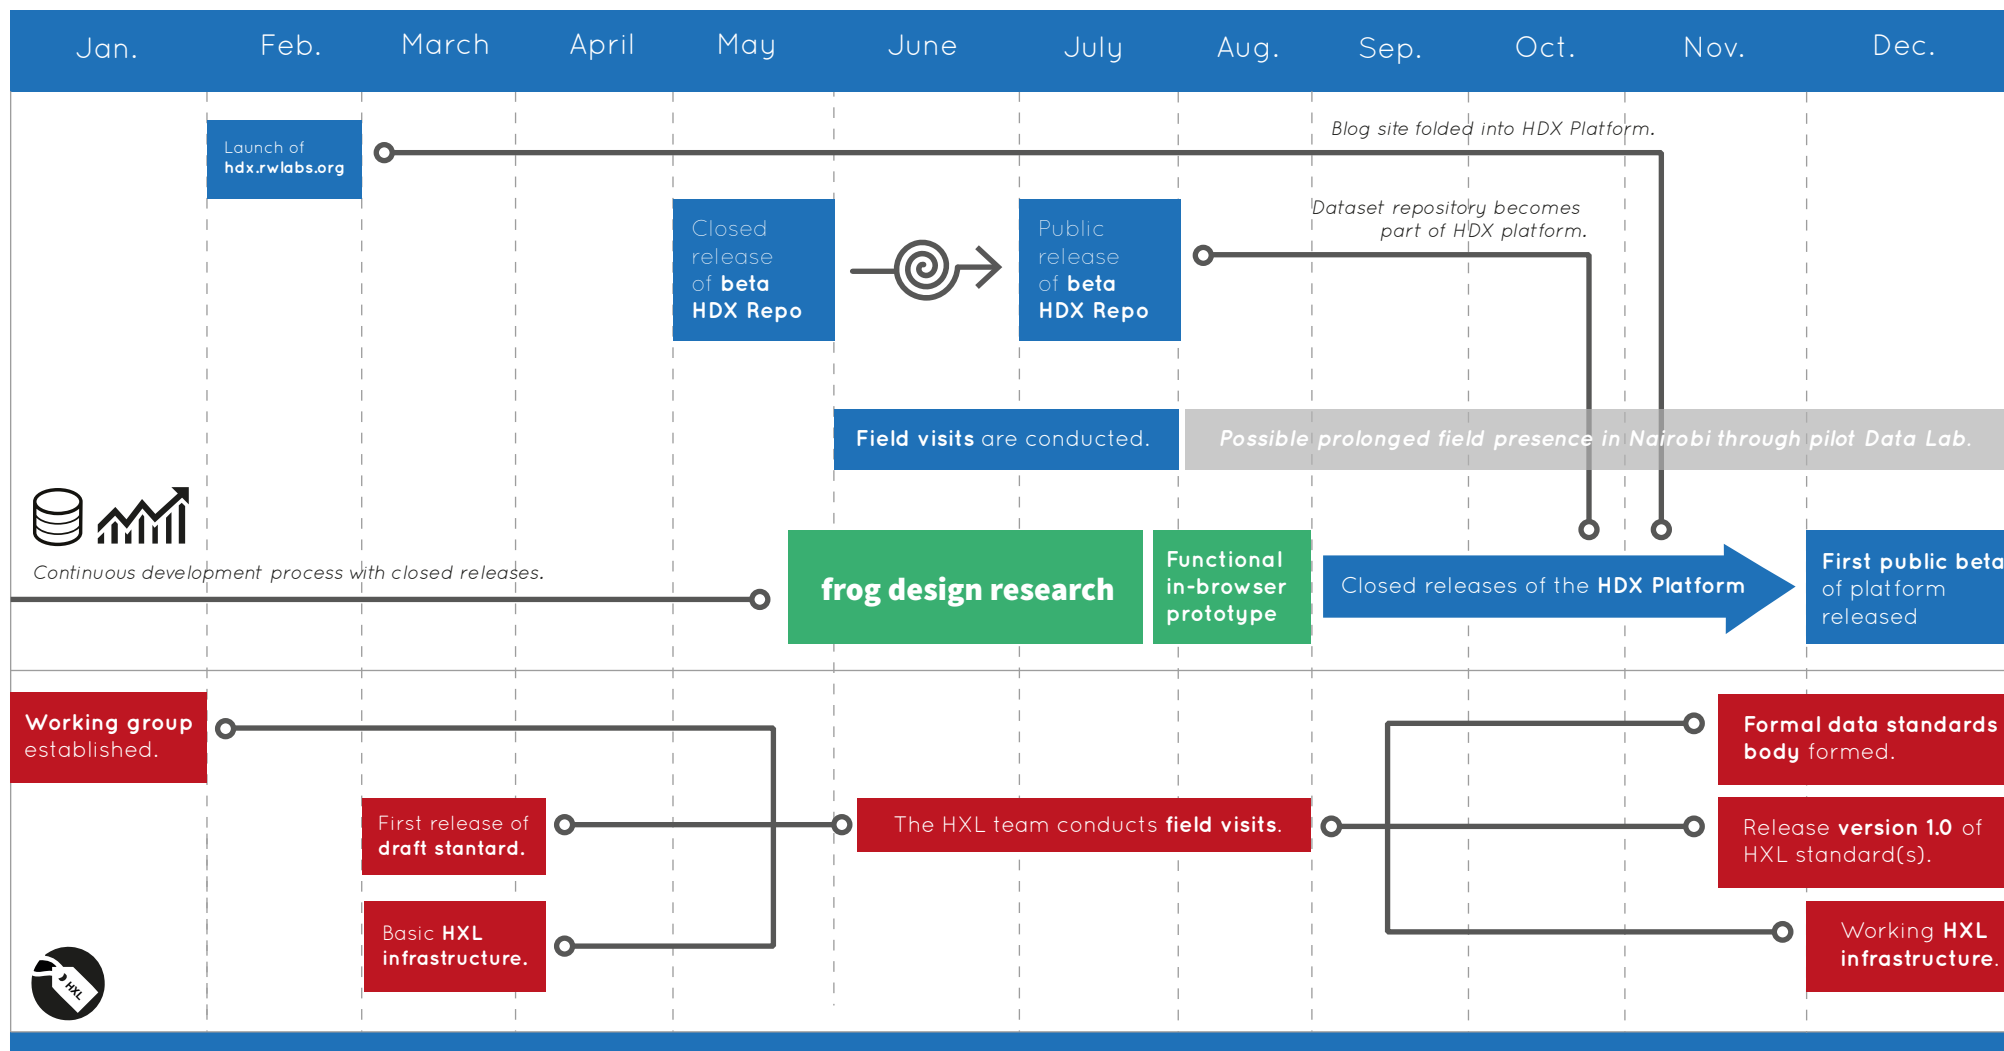 Jan.
Feb.
March
April
May
June
July
Aug.
Sep.
Oct.
Nov.
Dec.
Launch of
hdx.rwlabs.org
Blog site folded into HDX Platform.
Closed
release
of beta
HDX Repo
Public
release
of beta
HDX Repo
Dataset repository becomes
part of HDX platform.
Field visits are conducted.
Possible prolonged field presence in Nairobi through pilot Data Lab.
Continuous development process with closed releases.
frog design research
Functional
in-browser
prototype
Closed releases of the HDX Platform
First public beta
of platform
released
Working group
established.
First release of
draft stantard.
Basic HXL
infrastructure.
The HXL team conducts field visits.
Formal data standards
body formed.
Release version 1.0 of
HXL standard(s).
Working HXL
infrastructure.
HXL